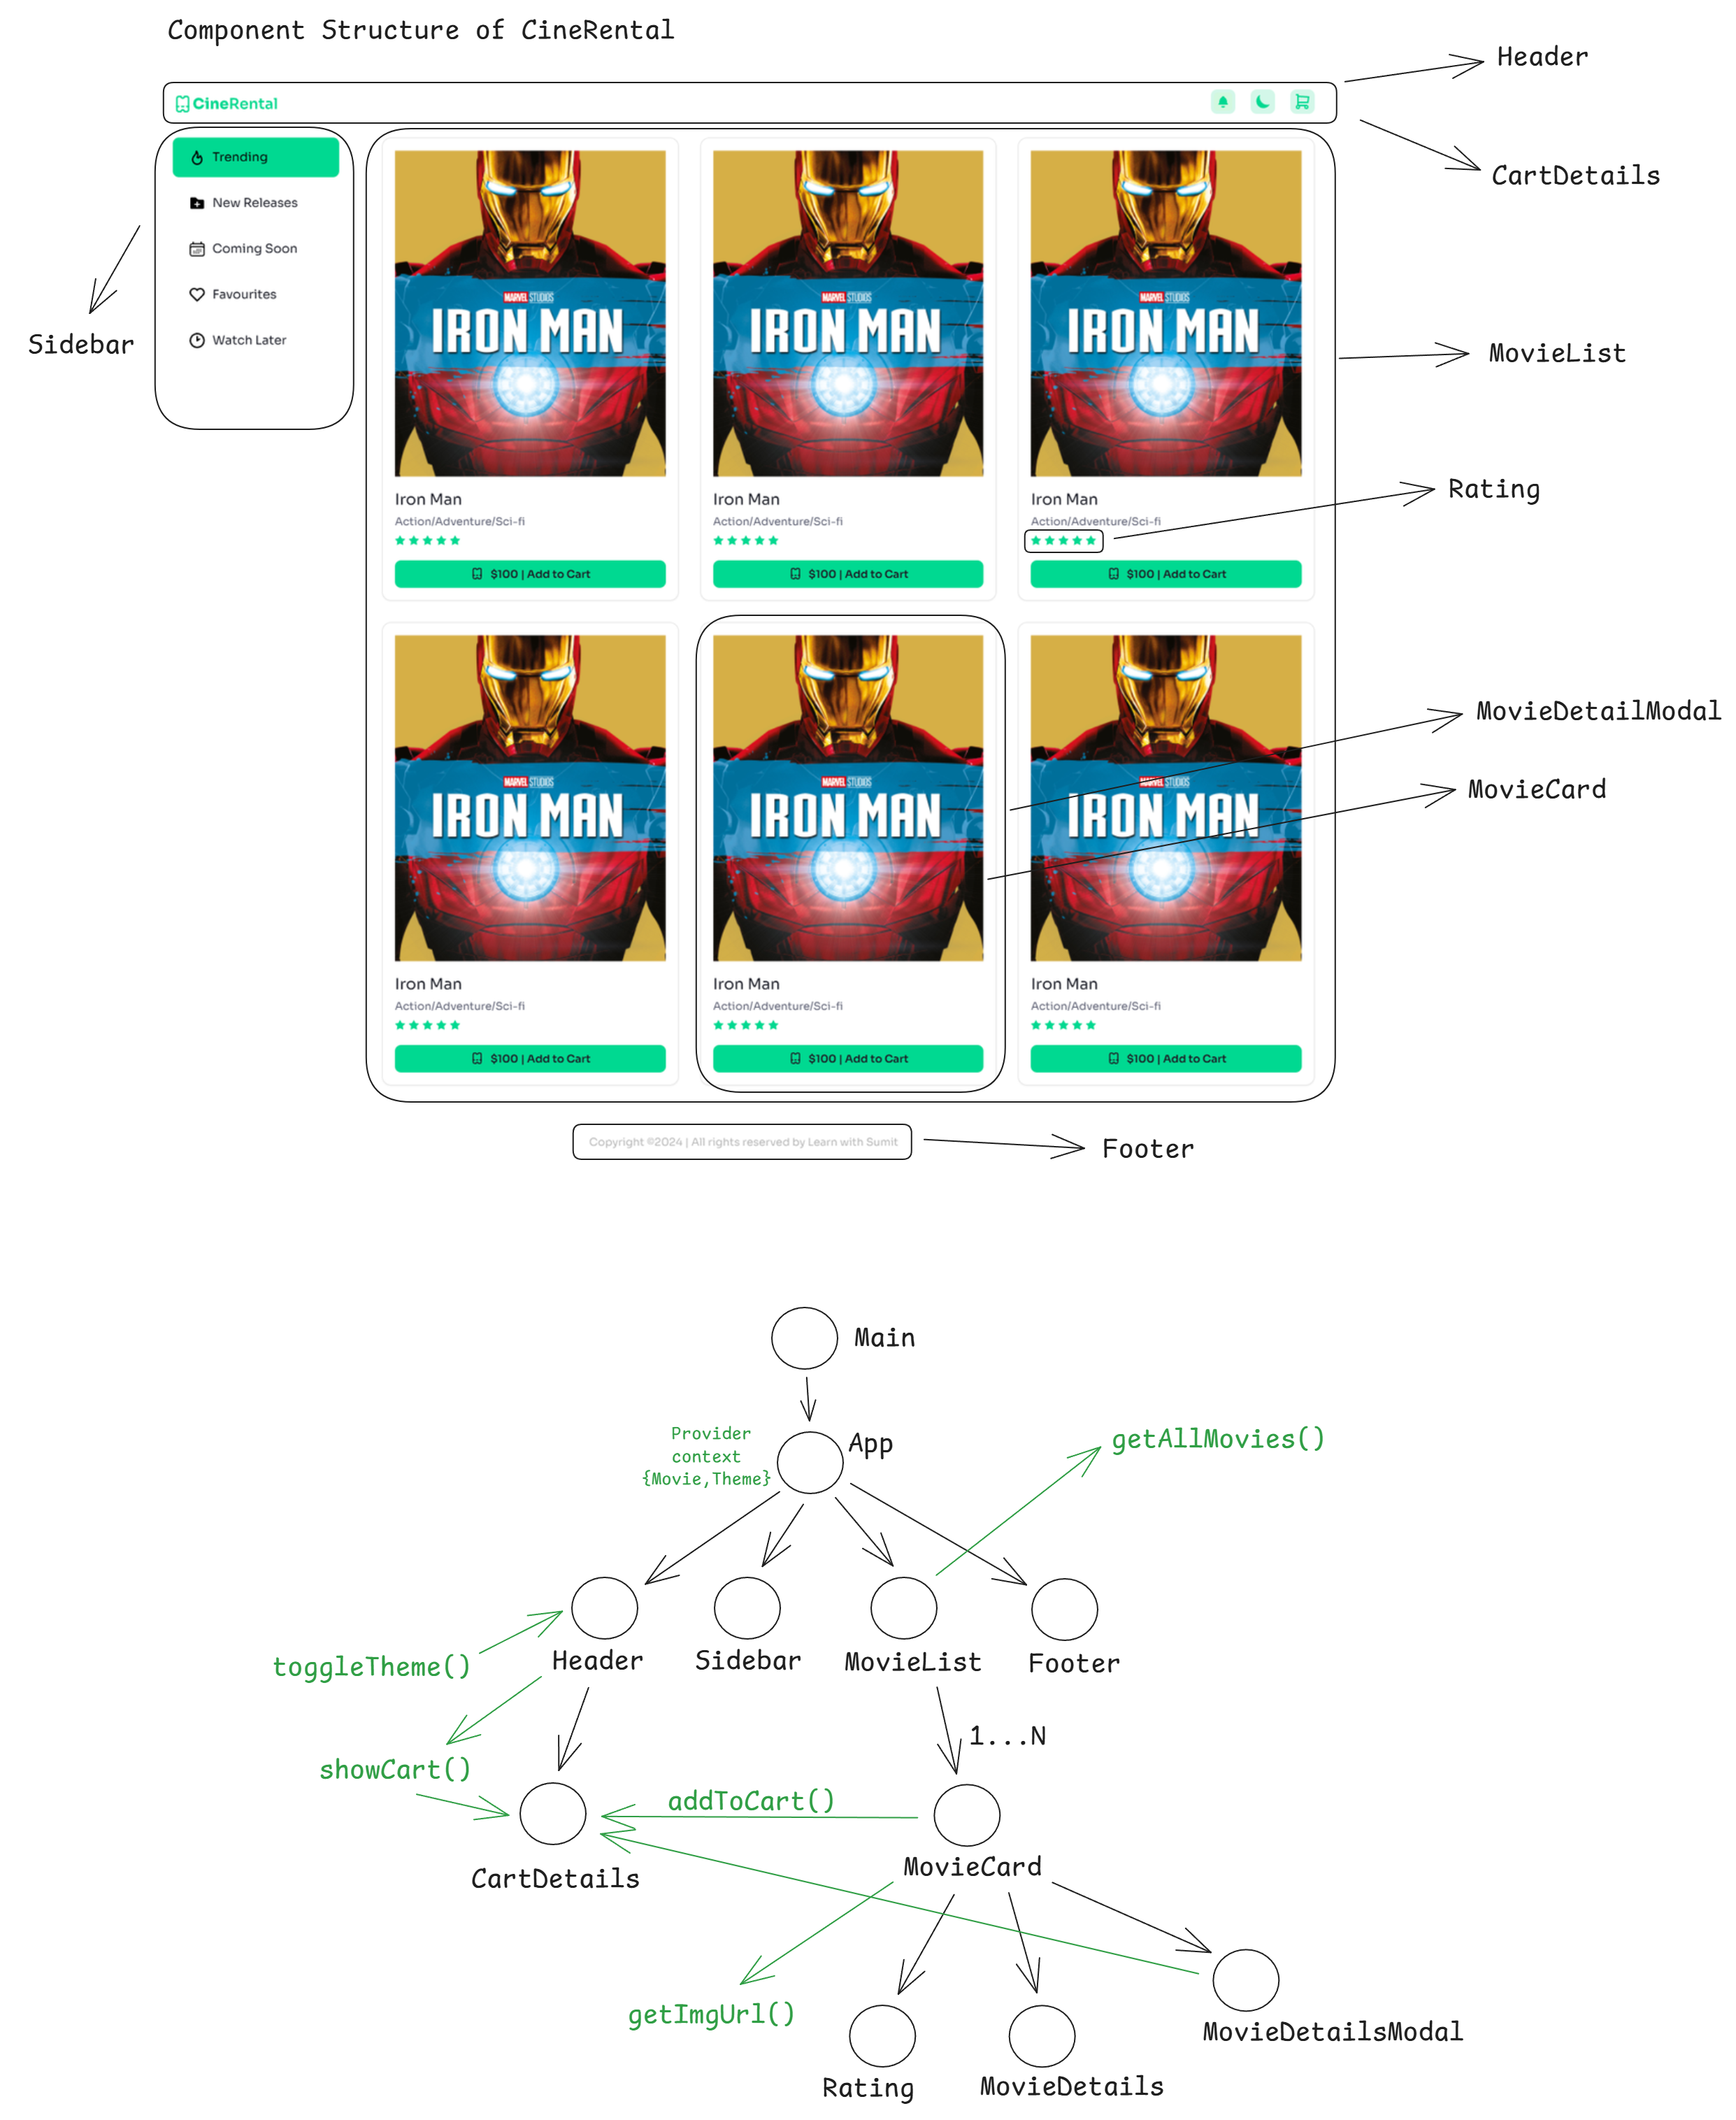 Component Structure of CineRental
Header
CineRental
CartDetails
Trending
New Releases
Coming Soon
Favourites
Watch Later
Sidebar
MARVEL STUDIOS
IRON MAN
MARVEL STUDIOS
IRON MAN
MARVEL STUDIOS
IRON MAN
MovieList
Iron Man
Action/Adventure/Sci-fi
$100 | Add to Cart
Iron Man
Action/Adventure/Sci-fi
$100 | Add to Cart
Iron Man
Action/Adventure/Sci-fi
$100 | Add to Cart
Rating
MARVEL STUDIOS
IRON MAN
MARVEL STUDIOS
IRON MAN
MARVEL STUDIOS
IRON MAN
MovieDetailModal
MovieCard
Iron Man
Action/Adventure/Sci-fi
$100 | Add to Cart
Iron Man
Action/Adventure/Sci-fi
$100 | Add to Cart
Iron Man
Action/Adventure/Sci-fi
$100 | Add to Cart
Copyright ©2024 | All rights reserved by Learn with Sumit
Footer
Main
Provider
context
{Movie,Theme}
App
getAllMovies()
toggleTheme()
Header
Sidebar
MovieList
Footer
showCart()
1...N
addToCart()
CartDetails
MovieCard
getImgUrl()
MovieDetailsModal
Rating
MovieDetails